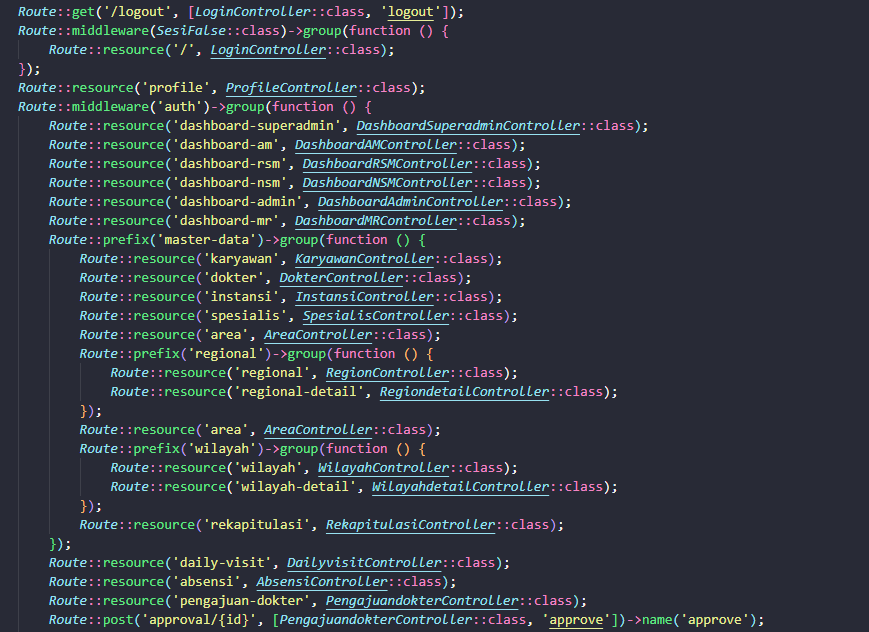 Route::get('/logout', [LoginController::class, 'logout']);
Route::middleware(SesiFalse::class)->group(function () {
    Route::resource('/', LoginController::class);
});
Route::resource('profile', ProfileController::class);
Route::middleware('auth')->group(function () {
    Route::resource('dashboard-superadmin', DashboardSuperadminController::class);
    Route::resource('dashboard-am', DashboardAMController::class);
    Route::resource('dashboard-rsm', DashboardRSMController::class);
    Route::resource('dashboard-nsm', DashboardNSMController::class);
    Route::resource('dashboard-admin', DashboardAdminController::class);
    Route::resource('dashboard-mr', DashboardMRController::class);
    Route::prefix('master-data')->group(function () {
        Route::resource('karyawan', KaryawanController::class);
        Route::resource('dokter', DokterController::class);
        Route::resource('instansi', InstansiController::class);
        Route::resource('spesialis', SpesialisController::class);
        Route::resource('area', AreaController::class);
        Route::prefix('regional')->group(function () {
            Route::resource('regional', RegionController::class);
            Route::resource('regional-detail', RegiondetailController::class);
        });
        Route::resource('area', AreaController::class);
        Route::prefix('wilayah')->group(function () {
            Route::resource('wilayah', WilayahController::class);
            Route::resource('wilayah-detail', WilayahdetailController::class);
        });
        Route::resource('rekapitulasi', RekapitulasiController::class);
    });
    Route::resource('daily-visit', DailyvisitController::class);
    Route::resource('absensi', AbsensiController::class);
    Route::resource('pengajuan-dokter', PengajuandokterController::class);
    Route::post('approval/{id}', [PengajuandokterController::class, 'approve'])->name('approve');